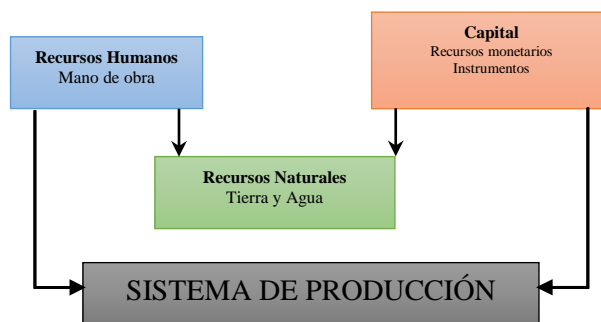 Recursos Humanos
Mano de obra
Capital
Recursos monetarios
Instrumentos
Recursos Naturales
Tierra y Agua
SISTEMA DE PRODUCCIÓN